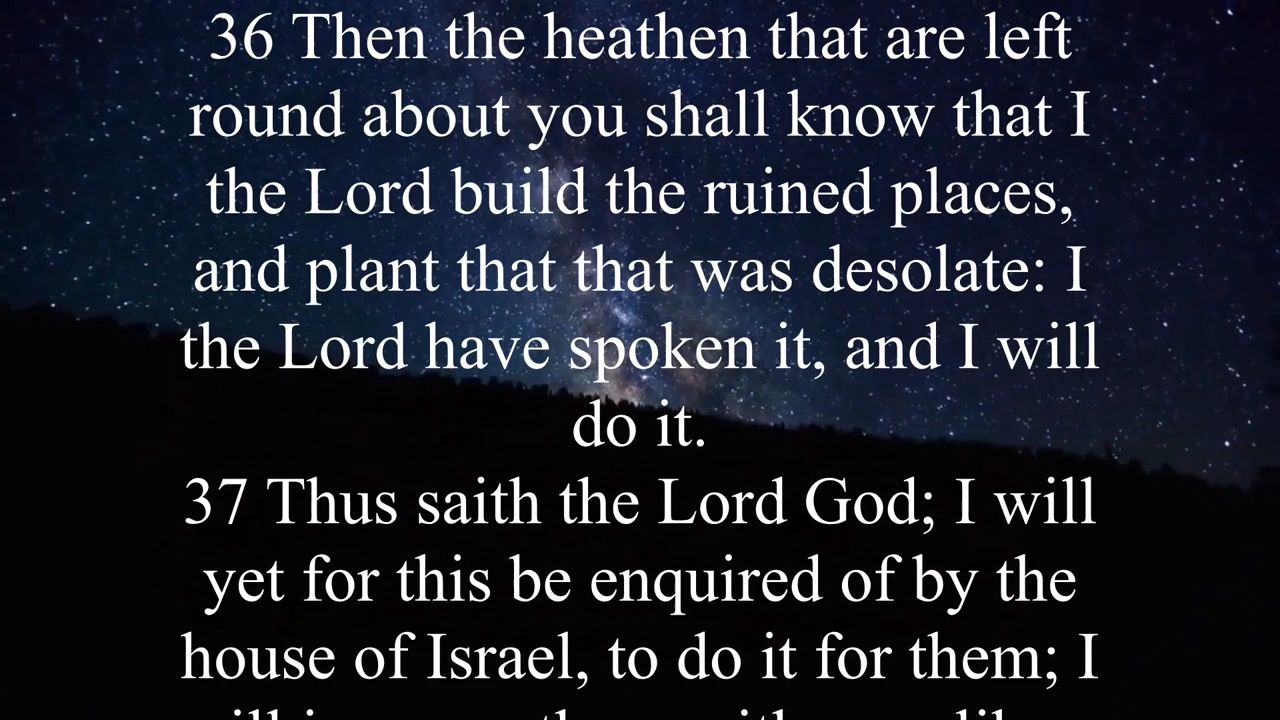 36 Then the heathen that are left
round about you shall know that I
the Lord build the ruined places,
and plant that that was desolate: I
the Lord have spoken it, and I will
do it.
37 Thus saith the Lord God; I will
yet for this be enquired of by the
house of Israel, to do it for them; I